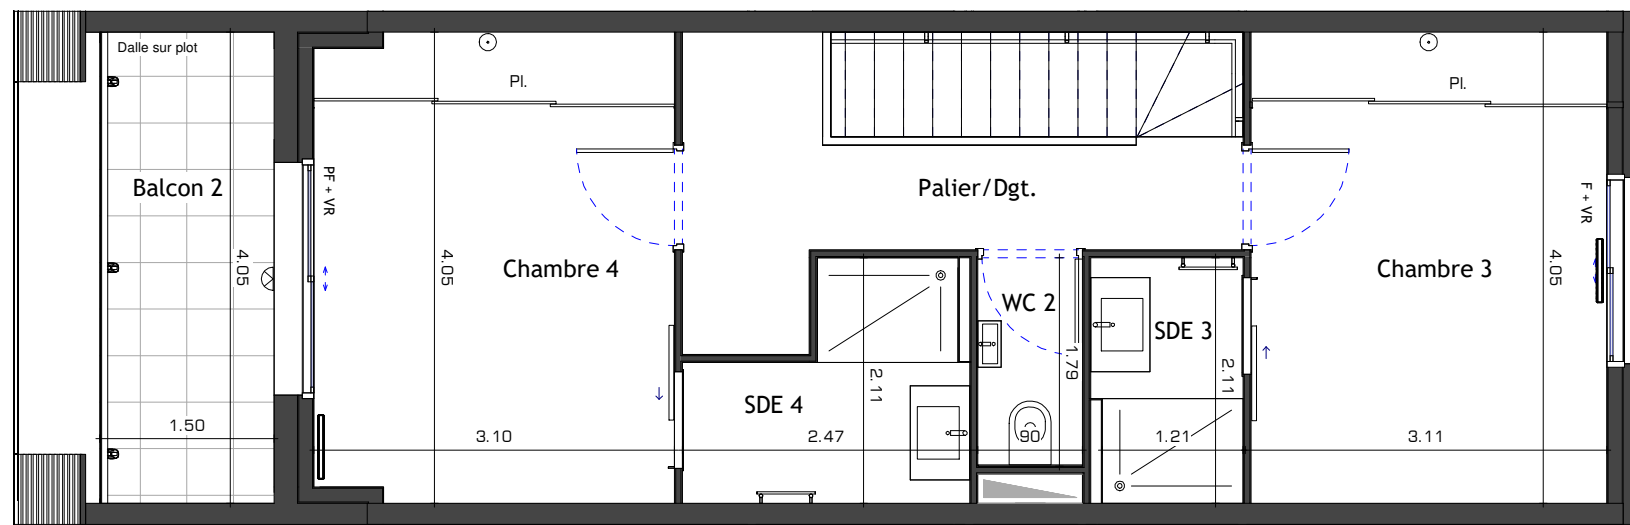 Dalle sur plot
Pl.
Pl.
Balcon 2
PF + VR
Palier/Dgt.
F + VR
4.05
4.05
Chambre 4
Chambre 3
4.05
WC 2
SDE 3
1.79
2.11
2.11
SDE 4
1.50
3.10
2.47
90
1.21
3.11